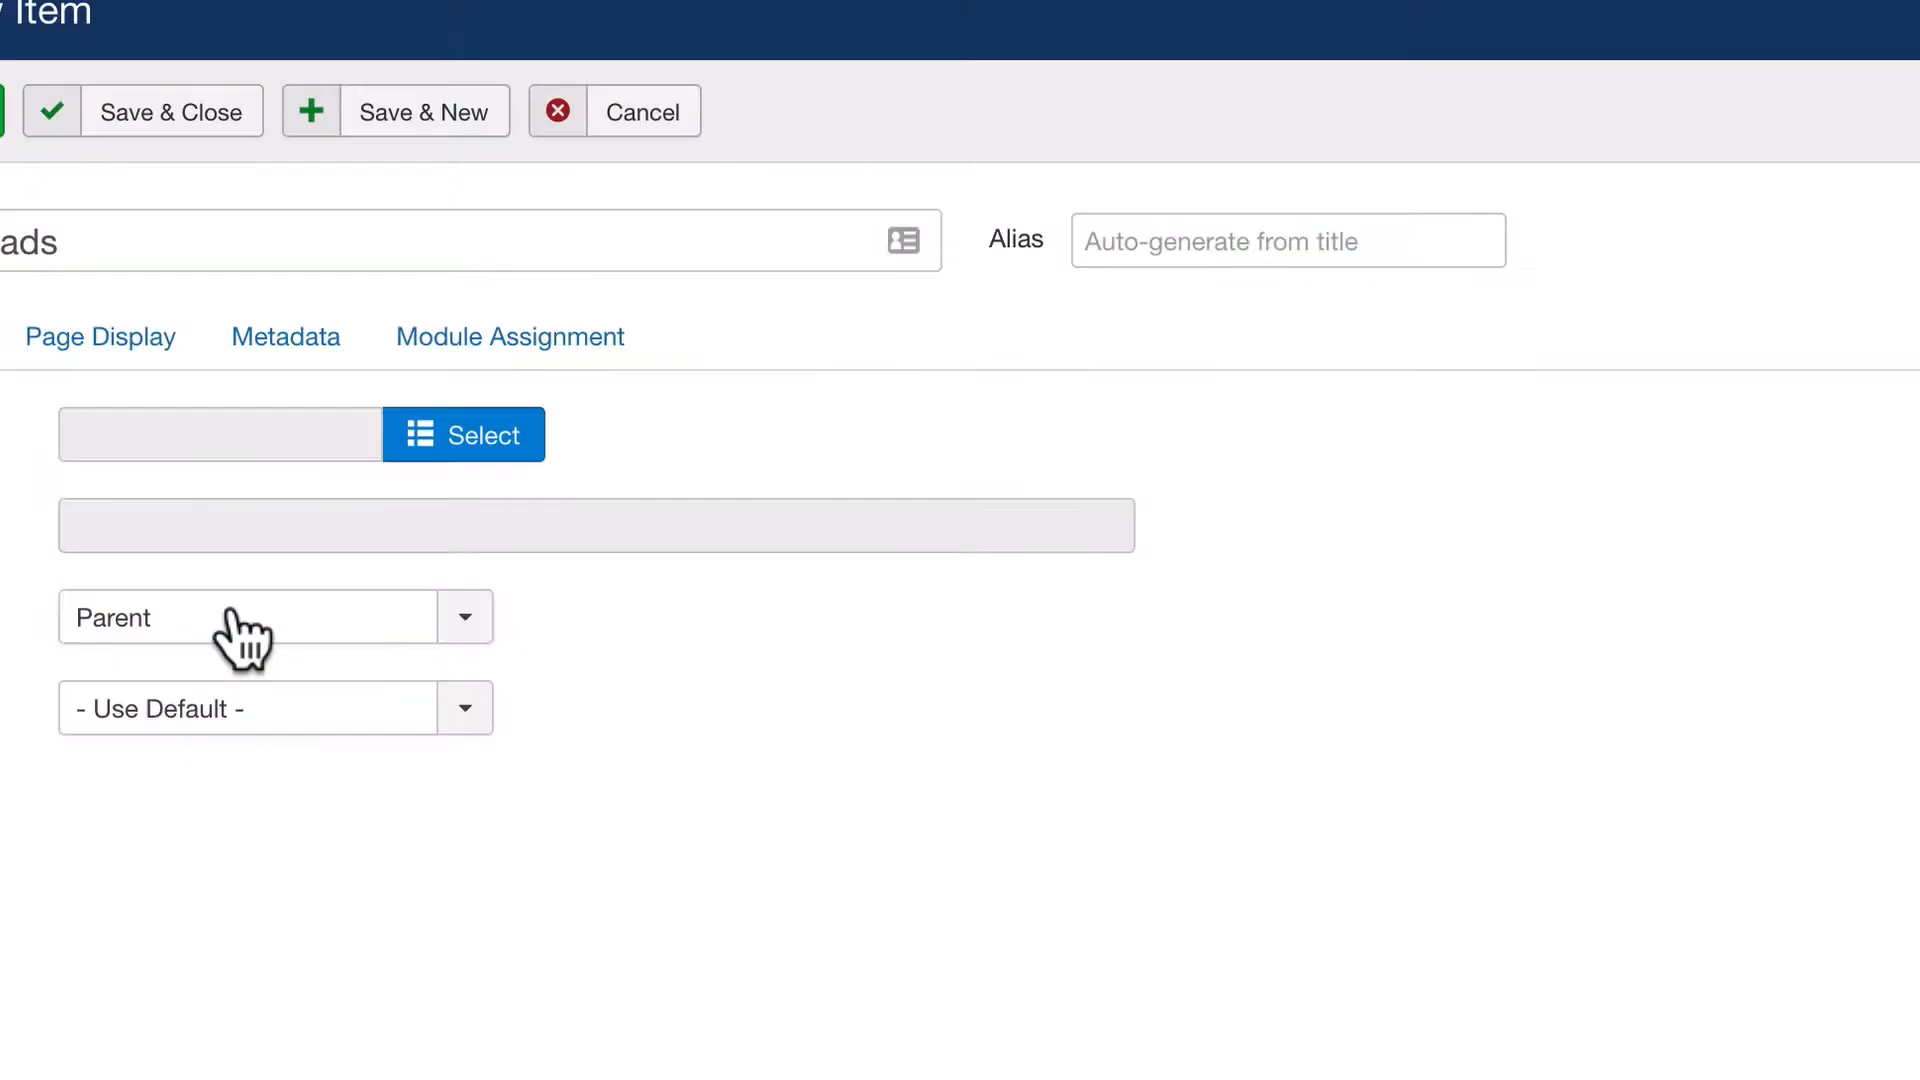 Item
Save & Close
Save & New
Cancel
ads
Alias
Auto-generate from title
Page Display
Metadata
Module Assignment
Select
Parent
- Use Default -